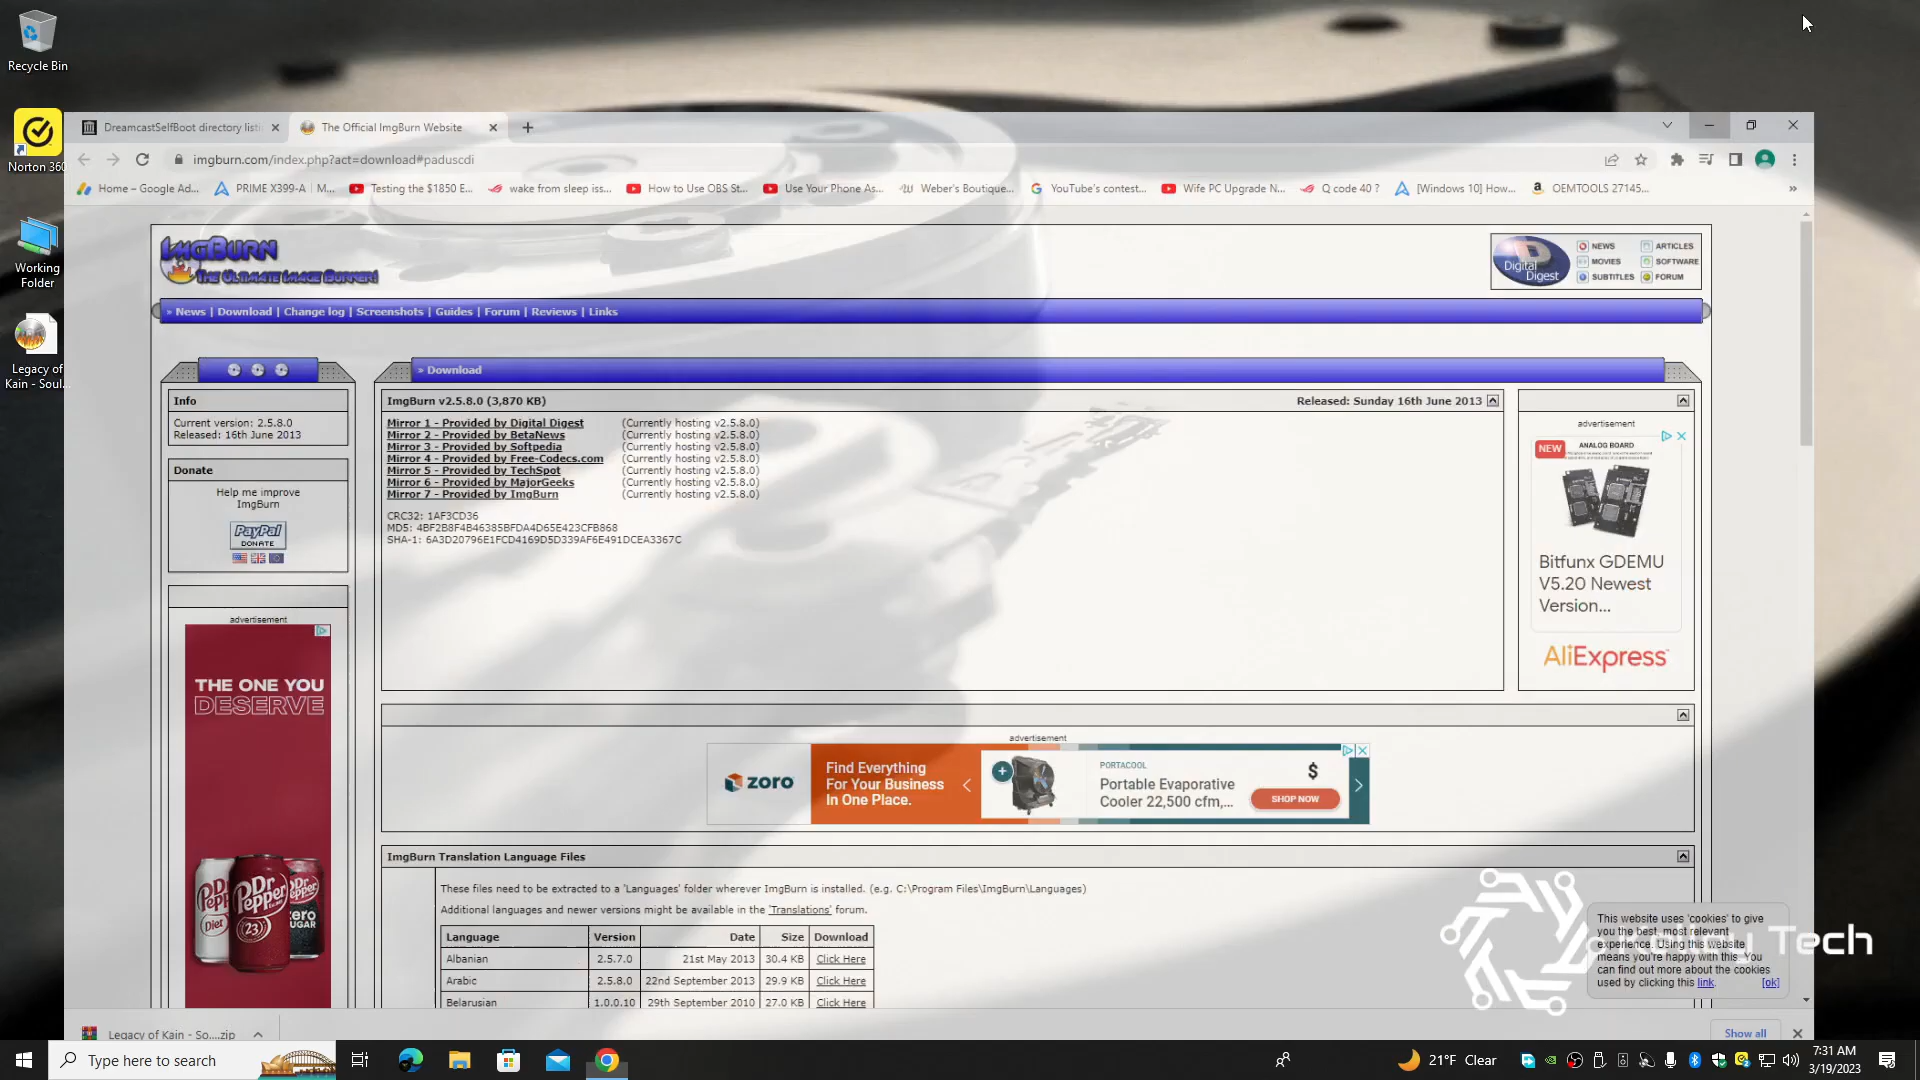 Recycle Bin
Norton 360
Working
Folder
Legacy of
Kain - Soul...
DreamcastSelfBoot directory listi
The Official ImgBurn Website
imgburn.com/index.php?act=download#paduscdi
Home – Google Ad...
PRIME X399-A | M...
Testing the $1850 E...
wake from sleep iss...
How to Use OBS St...
Use Your Phone As...
Weber's Boutique...
YouTube's contest...
Wife PC Upgrade N...
Q code 40 ?
[Windows 10] How...
OEMTOOLS 27145...
»
IMGBURN
THE ULTIMATE IMAGE BURNER!
Digital
Digest
NEWS
ARTICLES
MOVIES
SOFTWARE
SUBTITLES
FORUM
» News | Download | Change log | Screenshots | Guides | Forum | Reviews | Links
» Download
Info
Current version: 2.5.8.0
Released: 16th June 2013
Donate
Help me improve
ImgBurn
PayPal
DONATE
advertisement
THE ONE YOU
DESERVE
Dr Pepper
Diet
Dr Pepper
23
Dr Pepper
ZERO
SUGAR
ImgBurn v2.5.8.0 (3,870 KB)
Released: Sunday 16th June 2013
Mirror 1 - Provided by Digital Digest (Currently hosting v2.5.8.0)
Mirror 2 - Provided by BetaNews (Currently hosting v2.5.8.0)
Mirror 3 - Provided by Softpedia (Currently hosting v2.5.8.0)
Mirror 4 - Provided by Free-Codecs.com (Currently hosting v2.5.8.0)
Mirror 5 - Provided by TechSpot (Currently hosting v2.5.8.0)
Mirror 6 - Provided by MajorGeeks (Currently hosting v2.5.8.0)
Mirror 7 - Provided by ImgBurn (Currently hosting v2.5.8.0)
CRC32: 1AF3CD36
MD5: 4BF2B8F4B46385BFDA4D65E423CFB868
SHA-1: 6A3D20796E1FCD4169D5D339AF6E491DCEA3367C
advertisement
NEW
ANALOG BOARD
Bitfunx GDEMU
V5.20 Newest
Version...
AliExpress
advertisement
zoro
Find Everything
For Your Business
In One Place.
PORTACOOL
Portable Evaporative
Cooler 22,500 cfm,...
$
SHOP NOW
ImgBurn Translation Language Files
These files need to be extracted to a 'Languages' folder wherever ImgBurn is installed. (e.g. C:\Program Files\ImgBurn\Languages)
Additional languages and newer versions might be available in the 'Translations' forum.
Language Version Date Size Download
Albanian 2.5.7.0 21st May 2013 30.4 KB Click Here
Arabic 2.5.8.0 22nd September 2013 29.9 KB Click Here
Belarusian 1.0.0.10 29th September 2010 27.0 KB Click Here
This website uses 'cookies' to give
you the best, most relevant
experience. Using this website
means you're happy with this. You
can find out more about the cookies
used by clicking this link.
[ok]
Tech
Legacy of Kain - So....zip
Show all
Type here to search
21°F Clear
7:31 AM
3/19/2023